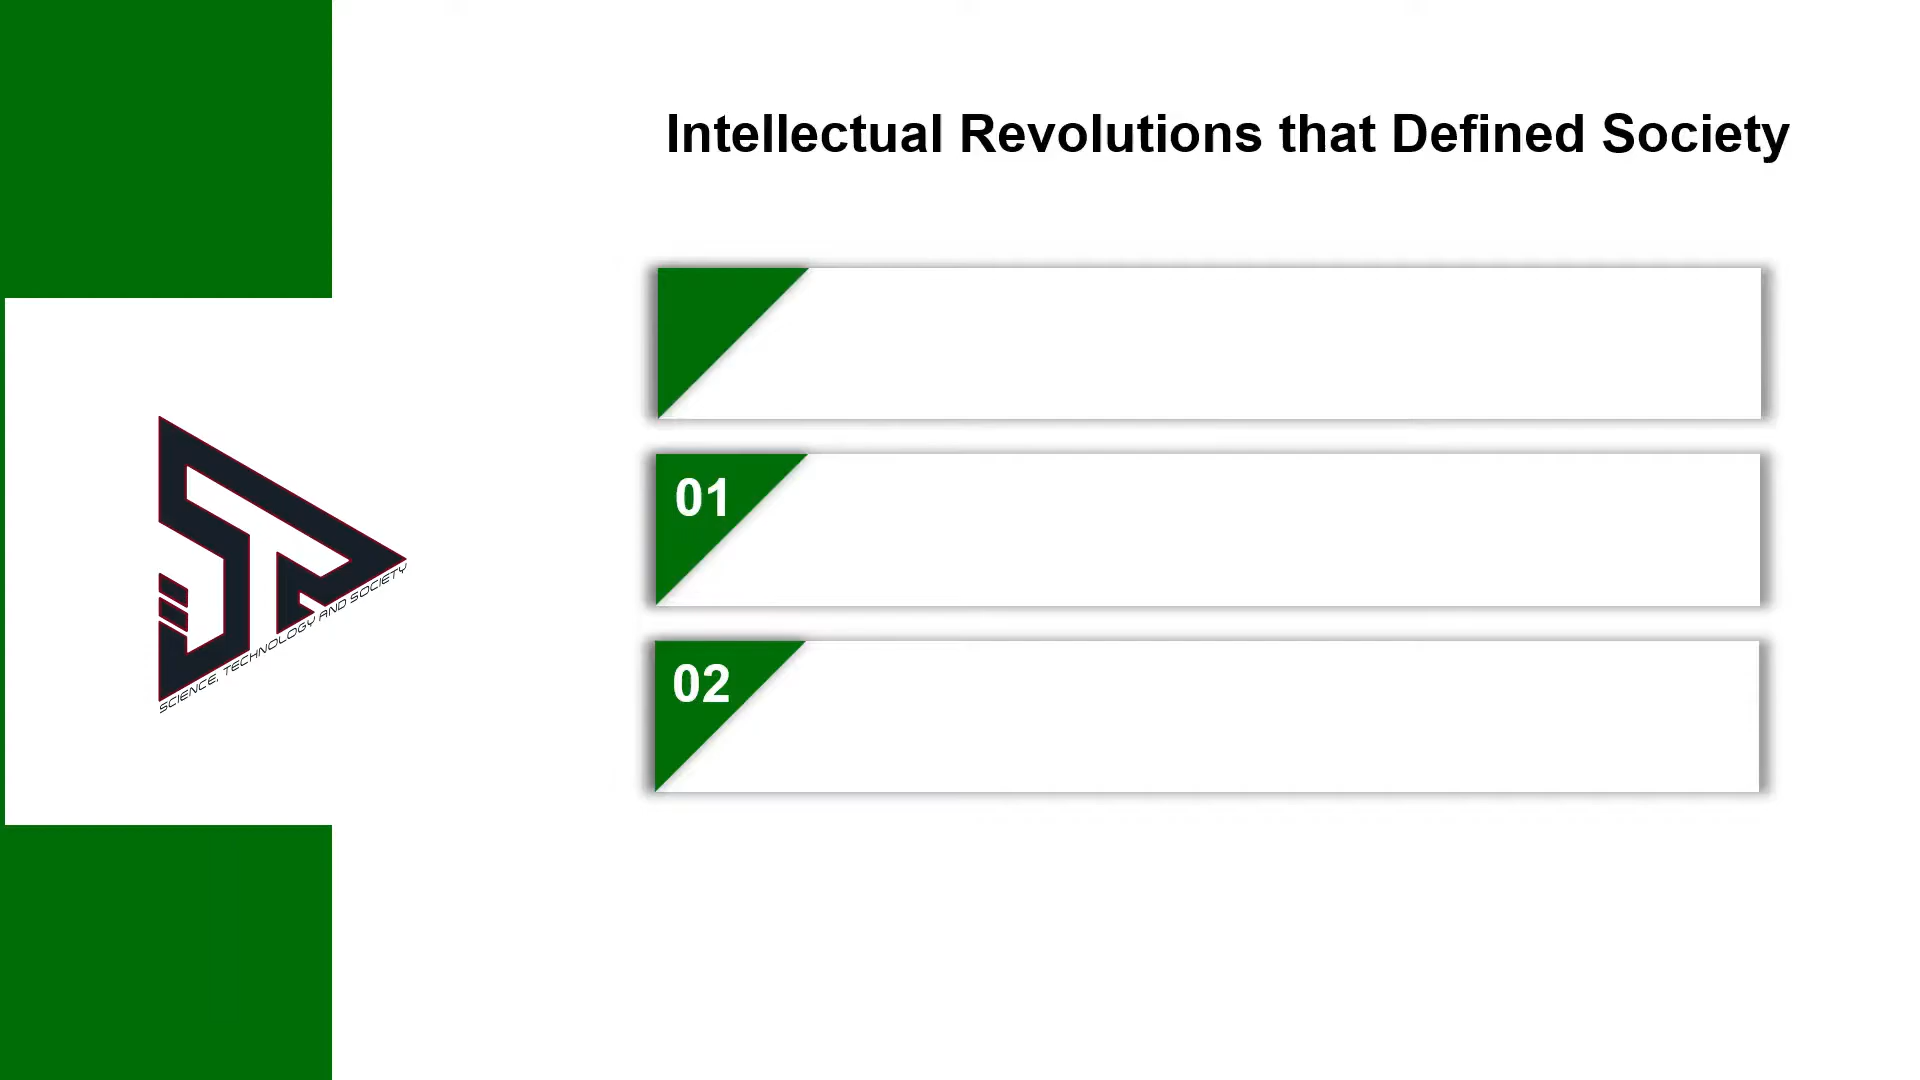 Intellectual Revolutions that Defined Society
01
02
SCIENCE, TECHNOLOGY AND SOCIETY